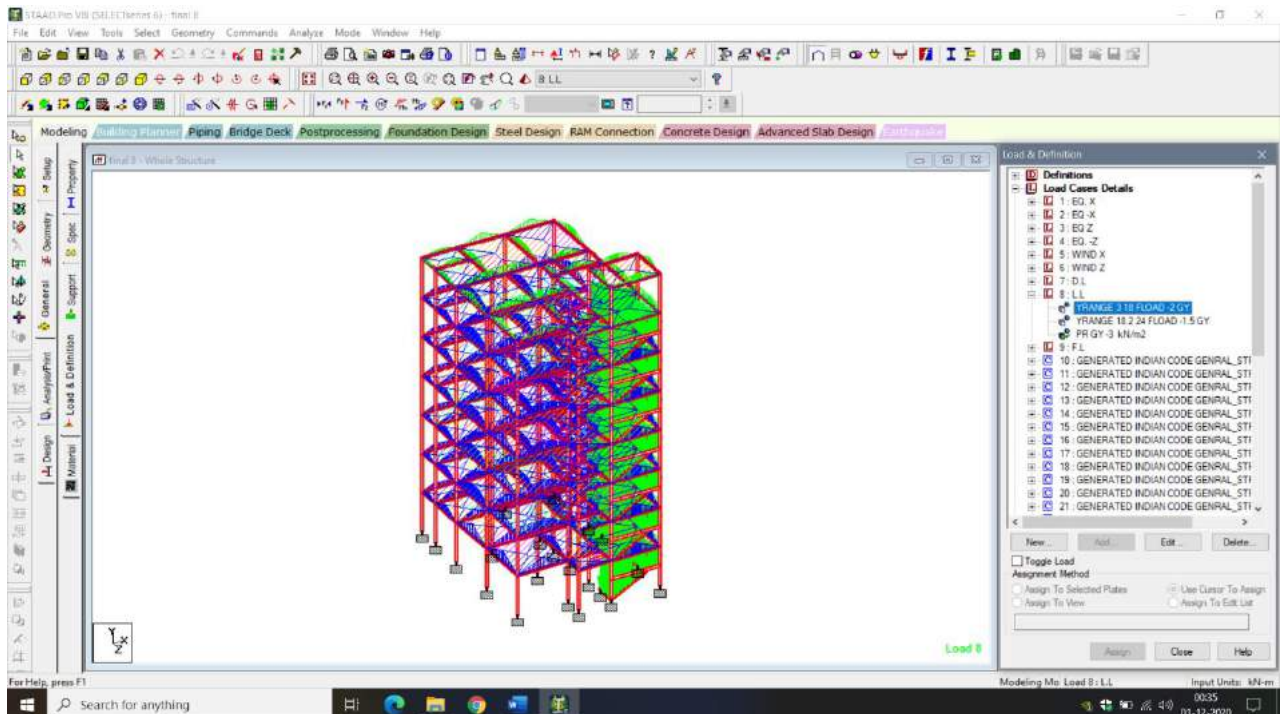 STAAD.Pro V8i (SELECTseries 6) - final 8
File Edit View Tools Select Geometry Commands Analyze Mode Window Help
8 LL
Modeling Building Planner Piping Bridge Deck Postprocessing Foundation Design Steel Design RAM Connection Concrete Design Advanced Slab Design Earthquake
Setup
Geometry
General
Analysis/Print
Design
Property
Spec
Support
Load & Definition
Material
final 8 - Whole Structure
Load 8
Load & Definition
Definitions
Load Cases Details
1 : EQ. X
2 : EQ -X
3 : EQ Z
4 : EQ. -Z
5 : WIND X
6 : WIND Z
7 : D.L
8 : L.L
YRANGE 3 18 FLOAD -2 GY
YRANGE 18.2 24 FLOAD -1.5 GY
PR GY -3 kN/m2
9 : F.L
10 : GENERATED INDIAN CODE GENRAL_STI
11 : GENERATED INDIAN CODE GENRAL_STI
12 : GENERATED INDIAN CODE GENRAL_STI
13 : GENERATED INDIAN CODE GENRAL_STI
14 : GENERATED INDIAN CODE GENRAL_STI
15 : GENERATED INDIAN CODE GENRAL_STI
16 : GENERATED INDIAN CODE GENRAL_STI
17 : GENERATED INDIAN CODE GENRAL_STI
18 : GENERATED INDIAN CODE GENRAL_STI
19 : GENERATED INDIAN CODE GENRAL_STI
20 : GENERATED INDIAN CODE GENRAL_STI
21 : GENERATED INDIAN CODE GENRAL_STI
New... Add... Edit... Delete...
Toggle Load
Assignment Method
Assign To Selected Plates Use Cursor To Assign
Assign To View Assign To Edit List
Assign Close Help
For Help, press F1
Modeling Mo Load 8 : L.L Input Units: kN-m
Search for anything
00:35
01-12-2020
Y
X
Z